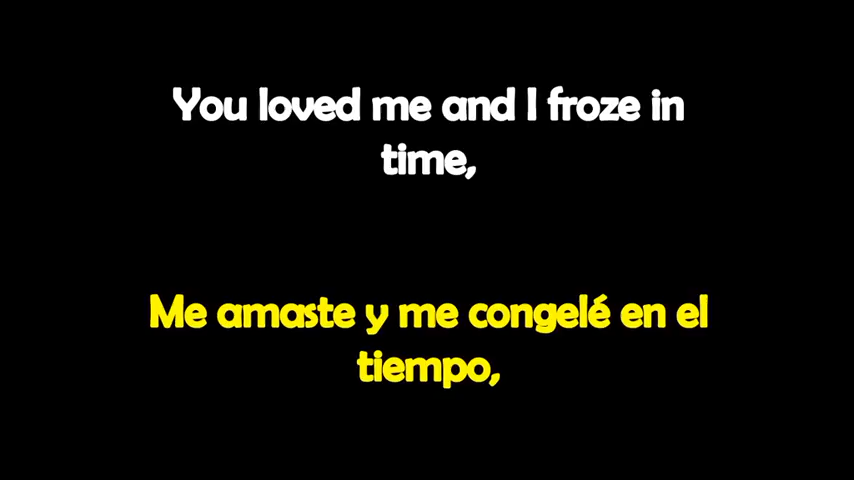 You loved me and I froze in
time,
Me amaste y me congelé en el
tiempo,